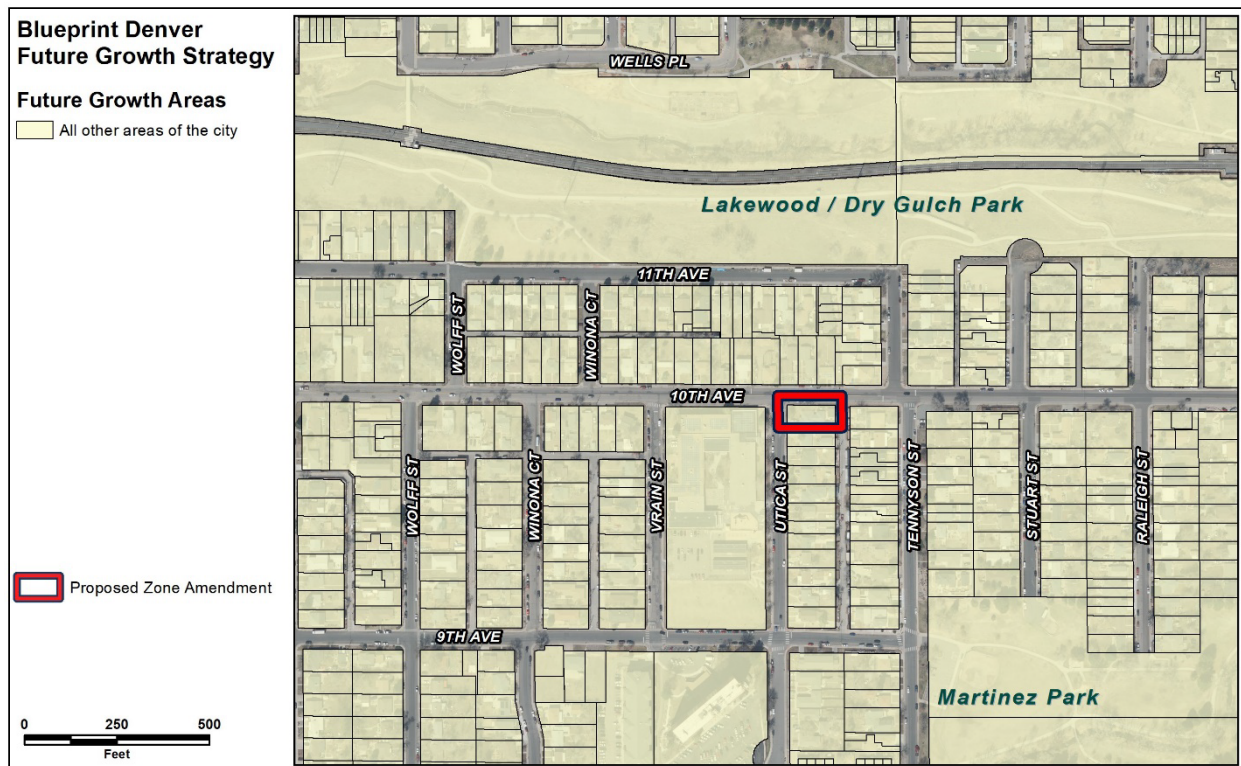 Blueprint Denver
Future Growth Strategy
Future Growth Areas
All other areas of the city
Proposed Zone Amendment
0 250 500
Feet
WELLS PL
Lakewood / Dry Gulch Park
11TH AVE
WOLFF ST
WINONA CT
10TH AVE
WOLFF ST
WINONA CT
VRAIN ST
UTICA ST
TENNYSON ST
STUART ST
RALEIGH ST
9TH AVE
Martinez Park